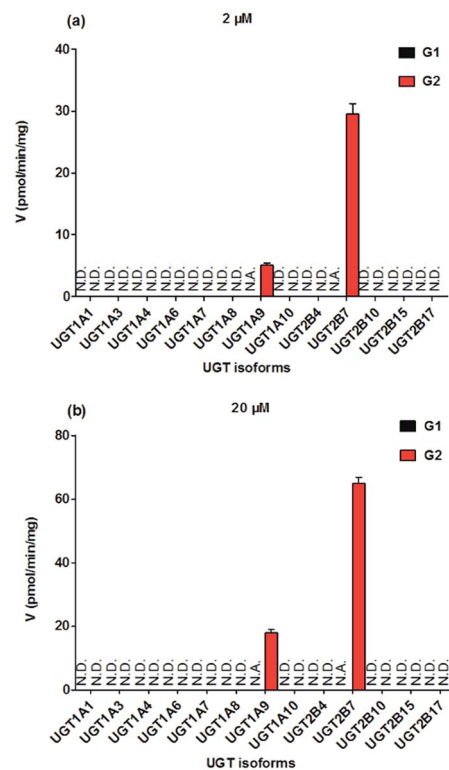 (a)
2 µM
G1
G2
40
30
20
10
0
V (pmol/min/mg)
N.D. N.D. N.D. N.D. N.D. N.D. N.D. N.D. N.D. N.D. N.D. N.D. N.A. N.D. N.D. N.D. N.D. N.A. N.D. N.D. N.D. N.D. N.D. N.D.
UGT1A1 UGT1A3 UGT1A4 UGT1A6 UGT1A7 UGT1A8 UGT1A9 UGT1A10 UGT2B4 UGT2B7 UGT2B10 UGT2B15 UGT2B17
UGT isoforms
(b)
20 µM
G1
G2
80
60
40
20
0
V (pmol/min/mg)
N.D. N.D. N.D. N.D. N.D. N.D. N.D. N.D. N.D. N.D. N.D. N.D. N.A. N.D. N.D. N.D. N.D. N.A. N.D. N.D. N.D. N.D. N.D. N.D.
UGT1A1 UGT1A3 UGT1A4 UGT1A6 UGT1A7 UGT1A8 UGT1A9 UGT1A10 UGT2B4 UGT2B7 UGT2B10 UGT2B15 UGT2B17
UGT isoforms